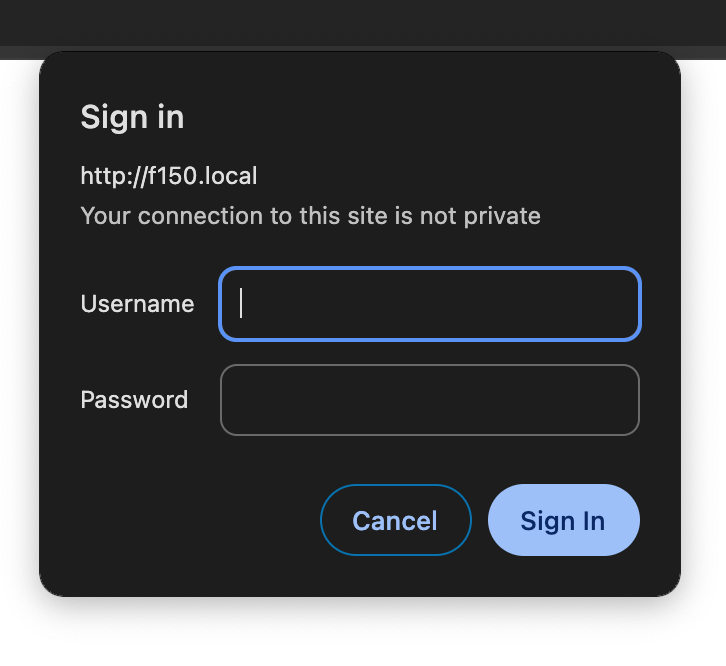 Sign in
http://f150.local
Your connection to this site is not private
Username
Password
Cancel Sign In